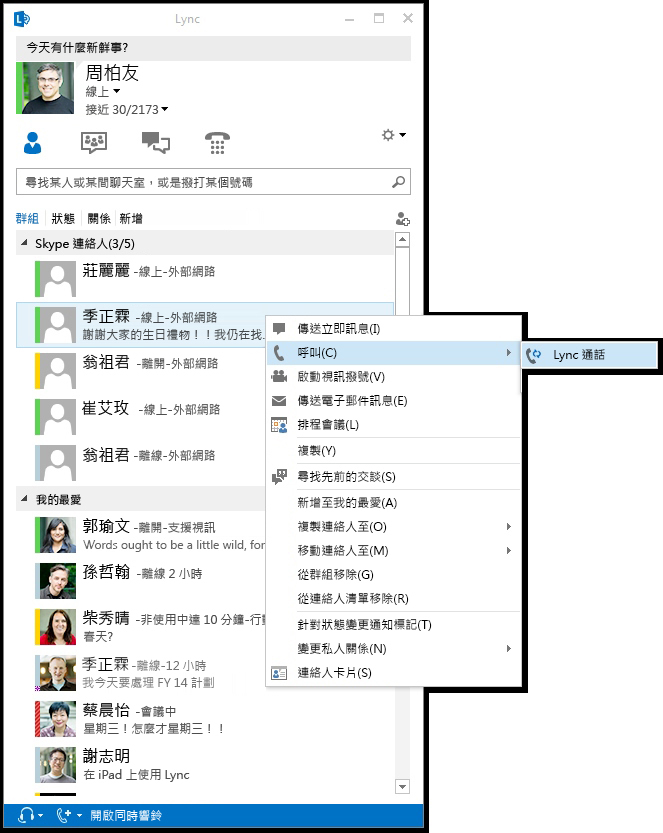 Lync
今天有什麼新鮮事?
周柏友
線上
接近 30/2173
尋找某人或某間聊天室，或是撥打某個號碼
群組 狀態 關係 新增
Skype 連絡人(3/5)
莊麗麗 -線上-外部網路
季正霖 -線上-外部網路
謝謝大家的生日禮物！！我仍在找...
翁祖君 -離開-外部網路
崔艾玫 -線上-外部網路
翁祖君 -離線-外部網路
我的最愛
郭瑜文 -離開-支援視訊
Words ought to be a little wild, for
孫哲翰 -離線 2 小時
柴秀晴 -非使用中達 10 分鐘-行動
春天?
季正霖 -離線-12 小時
我今天要處理 FY 14 計劃
蔡晨怡 -會議中
星期三！怎麼才星期三！！
謝志明
在 iPad 上使用 Lync
開啟同時響鈴
傳送立即訊息(I)
呼叫(C)
Lync 通話
啟動視訊撥號(V)
傳送電子郵件訊息(E)
排程會議(L)
複製(Y)
尋找先前的交談(S)
新增至我的最愛(A)
複製連絡人至(O)
移動連絡人至(M)
從群組移除(G)
從連絡人清單移除(R)
針對狀態變更通知標記(T)
變更私人關係(N)
連絡人卡片(S)